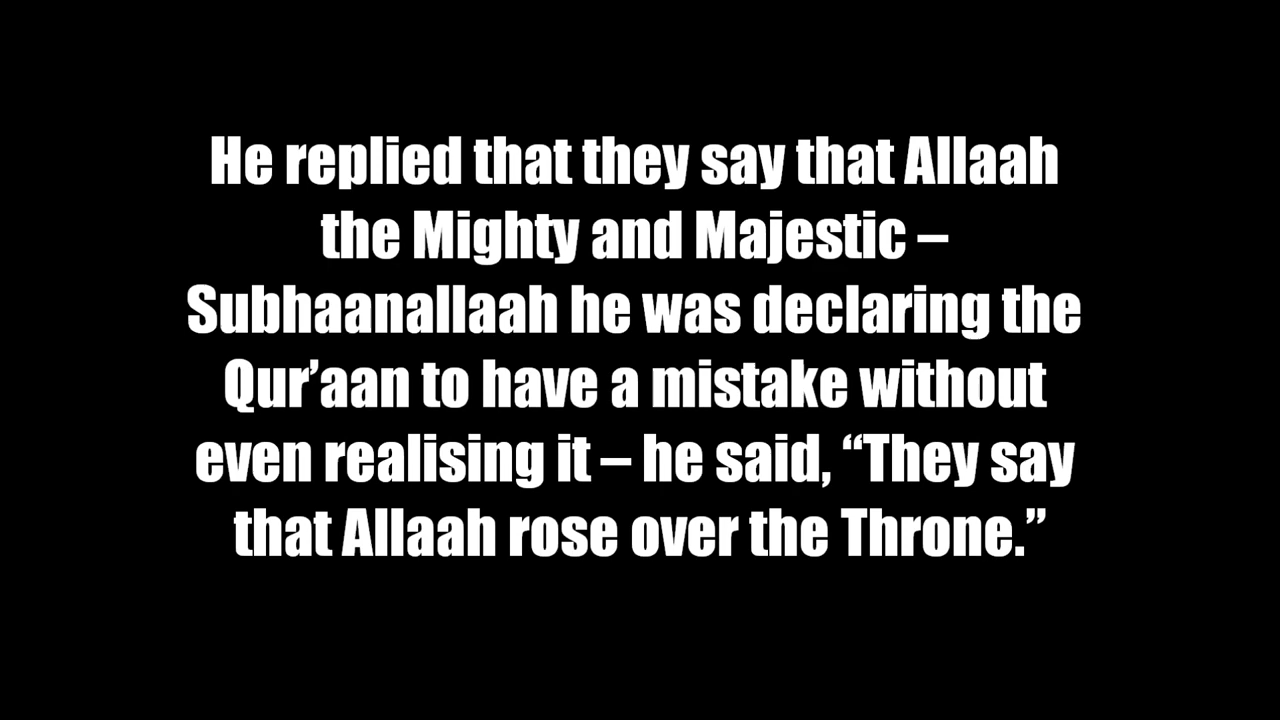 He replied that they say that Allaah
the Mighty and Majestic –
Subhaanallaah he was declaring the
Qur’aan to have a mistake without
even realising it – he said, “They say
that Allaah rose over the Throne.”